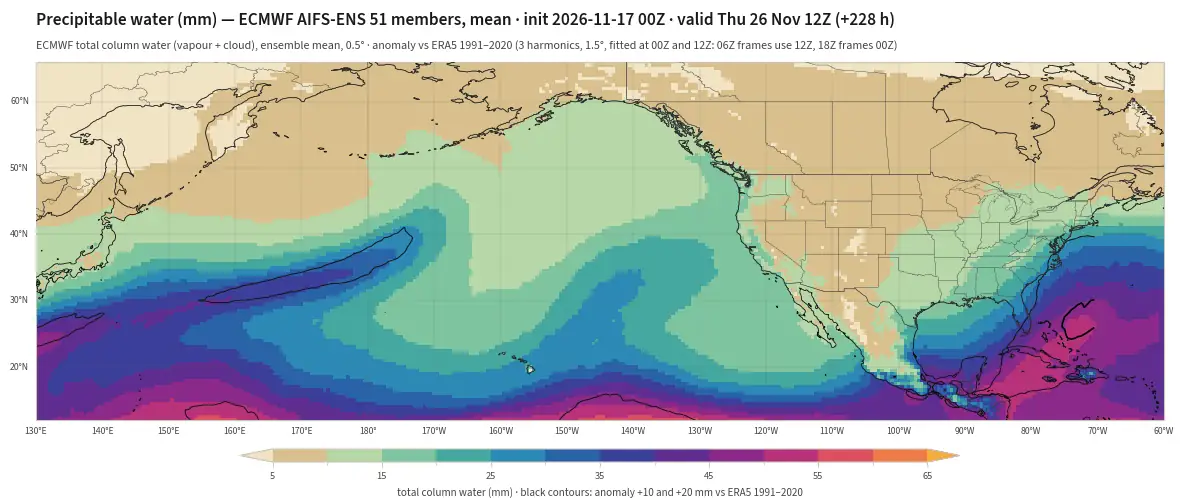 Precipitable water (mm) — ECMWF AIFS-ENS 51 members, mean · init 2026-11-17 00Z · valid Thu 26 Nov 12Z (+228 h)
ECMWF total column water (vapour + cloud), ensemble mean, 0.5° · anomaly vs ERA5 1991–2020 (3 harmonics, 1.5°, fitted at 00Z and 12Z: 06Z frames use 12Z, 18Z frames 00Z)
60°N
50°N
40°N
30°N
20°N
130°E 140°E 150°E 160°E 170°E 180° 170°W 160°W 150°W 140°W 130°W 120°W 110°W 100°W 90°W 80°W 70°W 60°W
5 15 25 35 45 55 65
total column water (mm) · black contours: anomaly +10 and +20 mm vs ERA5 1991–2020